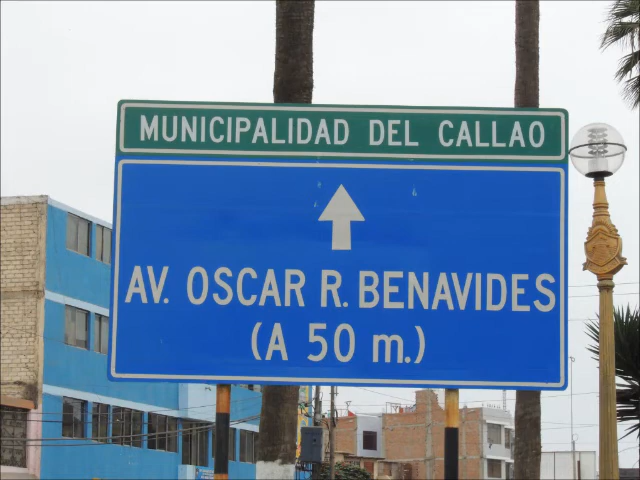 MUNICIPALIDAD DEL CALLAO
AV. OSCAR R. BENAVIDES
(A 50 m.)